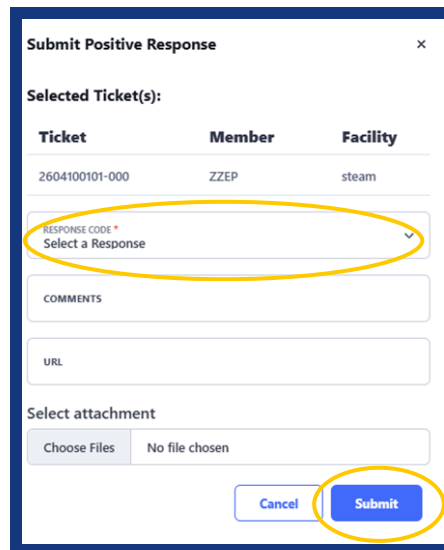 Submit Positive Response ×
Selected Ticket(s):
Ticket Member Facility
2604100101-000 ZZEP steam
RESPONSE CODE *
Select a Response
COMMENTS
URL
Select attachment
Choose Files No file chosen
Cancel Submit